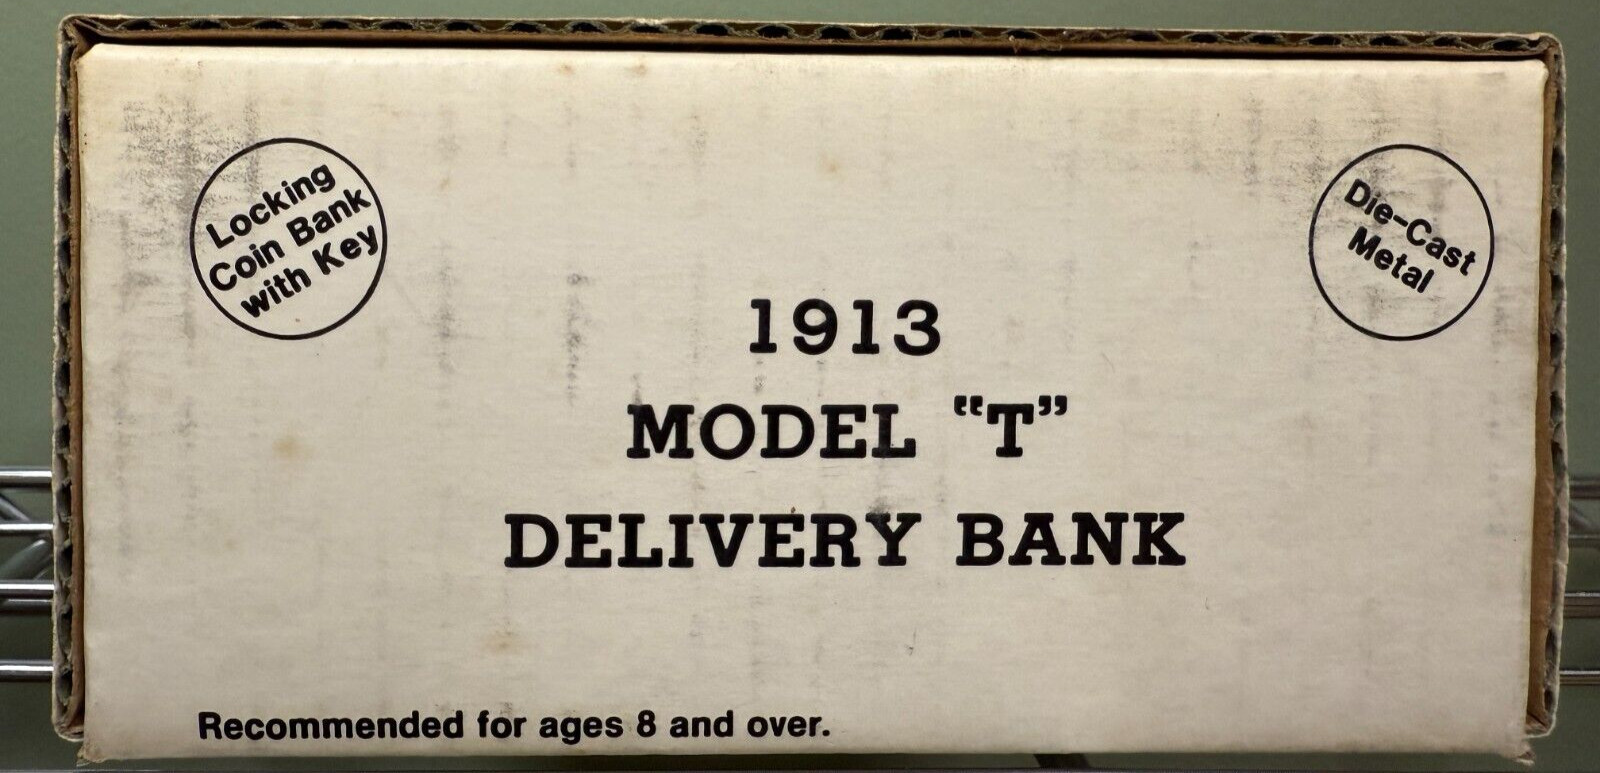 Locking
Coin Bank
with Key
Die-Cast
Metal
1913
MODEL "T"
DELIVERY BANK
Recommended for ages 8 and over.